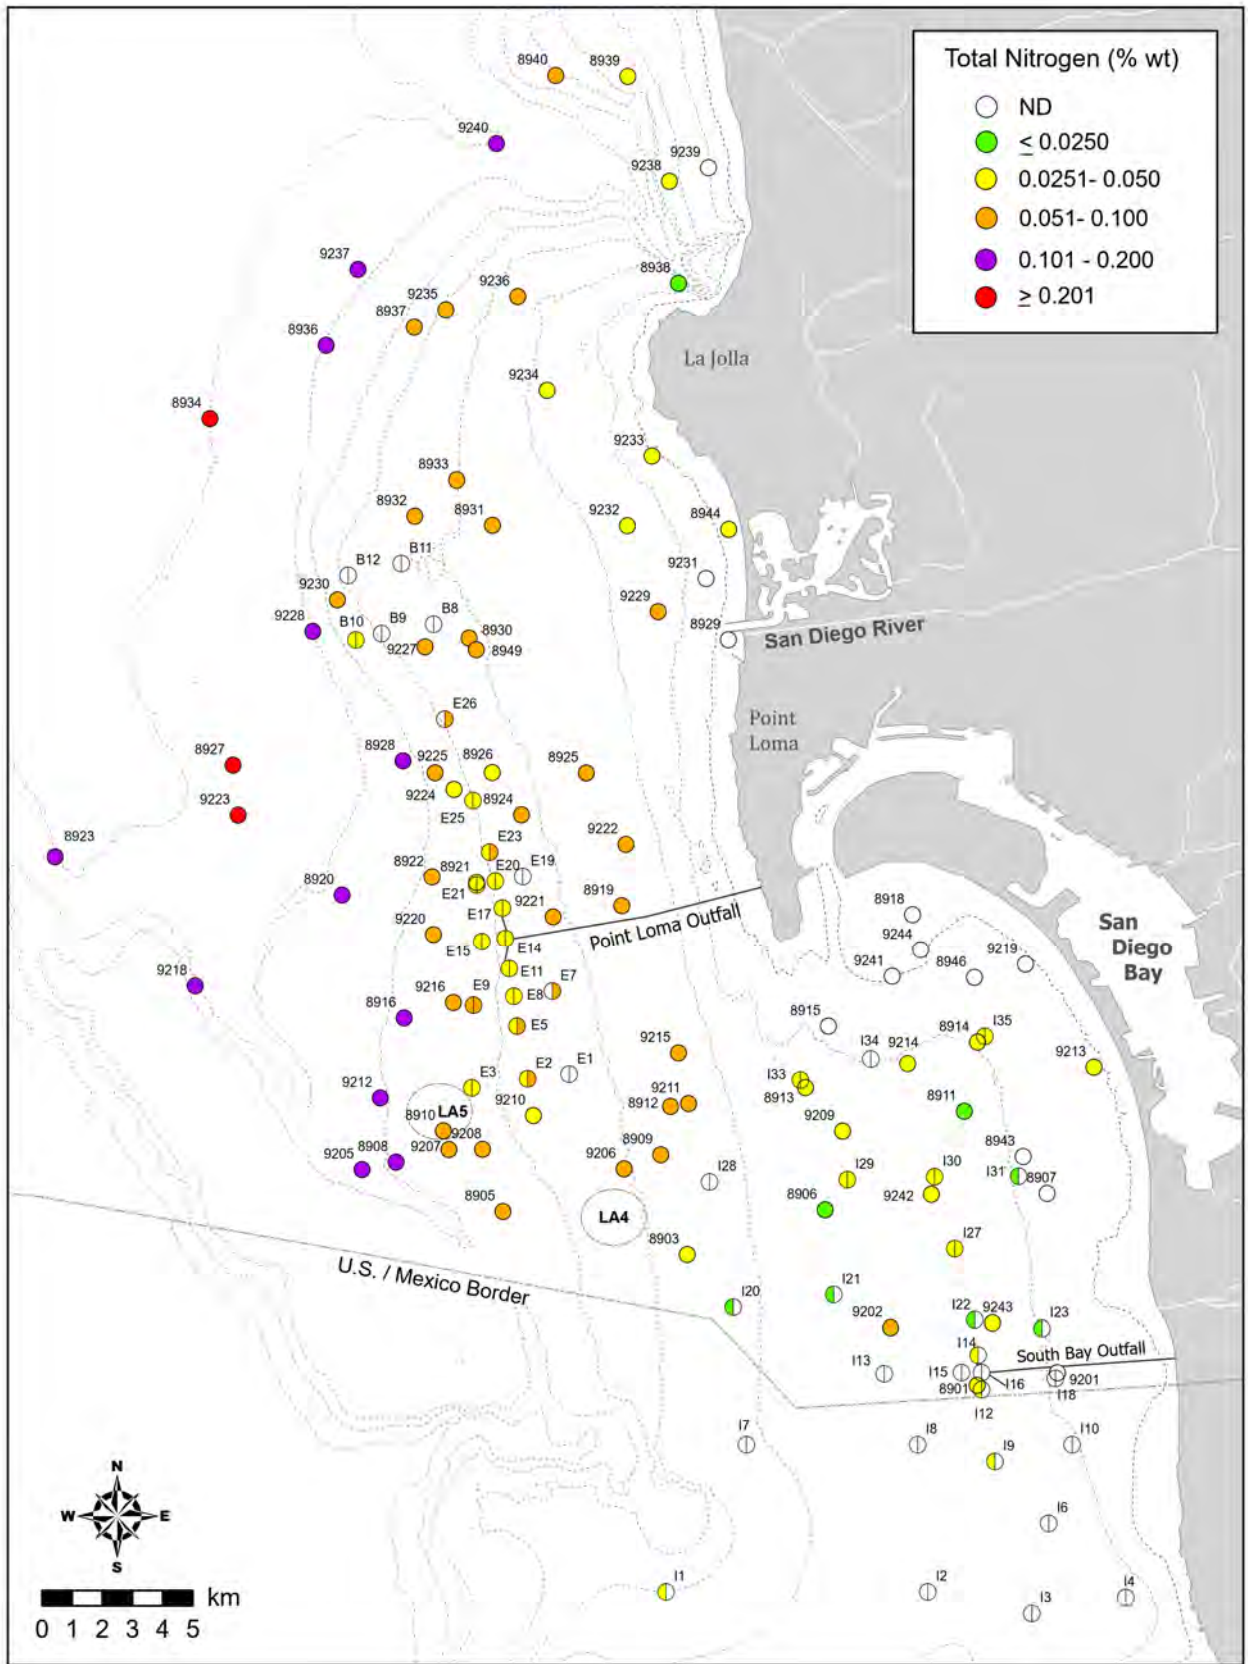 Total Nitrogen (% wt)
ND
≤ 0.0250
0.0251- 0.050
0.051- 0.100
0.101 - 0.200
≥ 0.201
8940
8939
9240
9239
9238
9237
8938
9236
9235
8937
8936
La Jolla
9234
8934
9233
8933
8932
8931
9232
8944
B11
B12
9231
9230
9229
B8
9228
B10
B9
8930
8929
San Diego River
9227
8949
E26
Point
Loma
8928
8926
8925
8927
9225
9224
8924
9223
E25
9222
8923
E23
8922
8921
E20
E19
8920
E21
9221
8919
E17
8918
Point Loma Outfall
San
Diego
Bay
9220
E15
E14
9244
9219
9241
8946
9218
E11
E7
9216
E9
E8
8916
8915
E5
I35
8914
9215
I34
9214
9213
E3
E2
E1
I33
8913
9212
9211
8912
8911
LA5
9210
8910
9209
9208
9207
8909
8943
9205
8908
9206
I28
I29
I30
I31
8907
9242
8905
8906
LA4
8903
I27
U.S. / Mexico Border
I20
I21
9202
I22
9243
I23
I14
South Bay Outfall
I13
I15
I16
9201
8901
I18
I12
I7
I8
I9
I10
N
W
E
S
I6
I1
I2
I3
I4
km
0 1 2 3 4 5